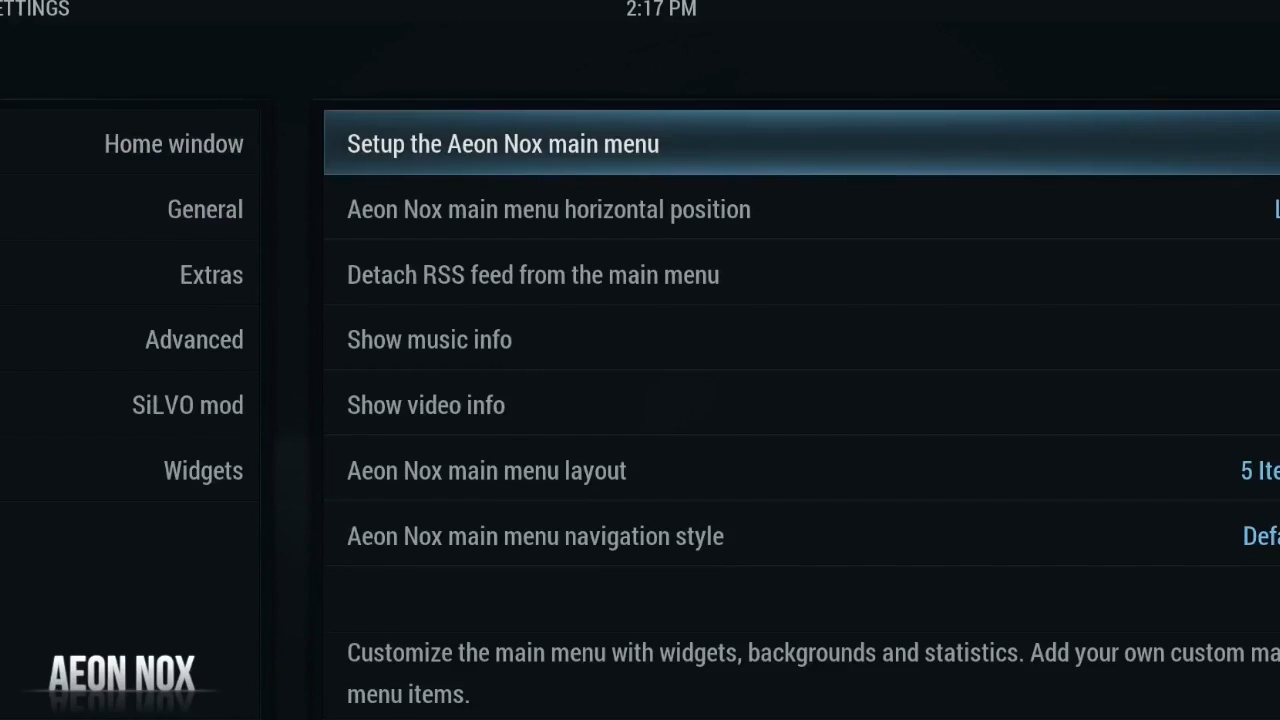 ETTINGS
2:17 PM
Home window
General
Extras
Advanced
SiLVO mod
Widgets
AEON NOX
Setup the Aeon Nox main menu
Aeon Nox main menu horizontal position
Detach RSS feed from the main menu
Show music info
Show video info
Aeon Nox main menu layout
5 Ite
Aeon Nox main menu navigation style
Defa
Customize the main menu with widgets, backgrounds and statistics. Add your own custom ma
menu items.